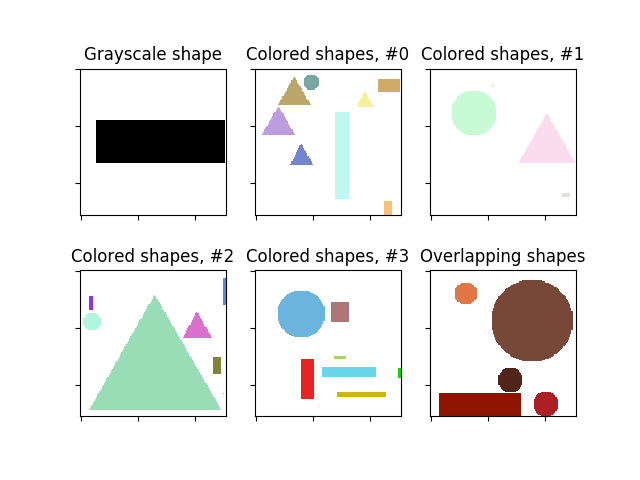 Grayscale shape
Colored shapes, #0
Colored shapes, #1
Colored shapes, #2
Colored shapes, #3
Overlapping shapes